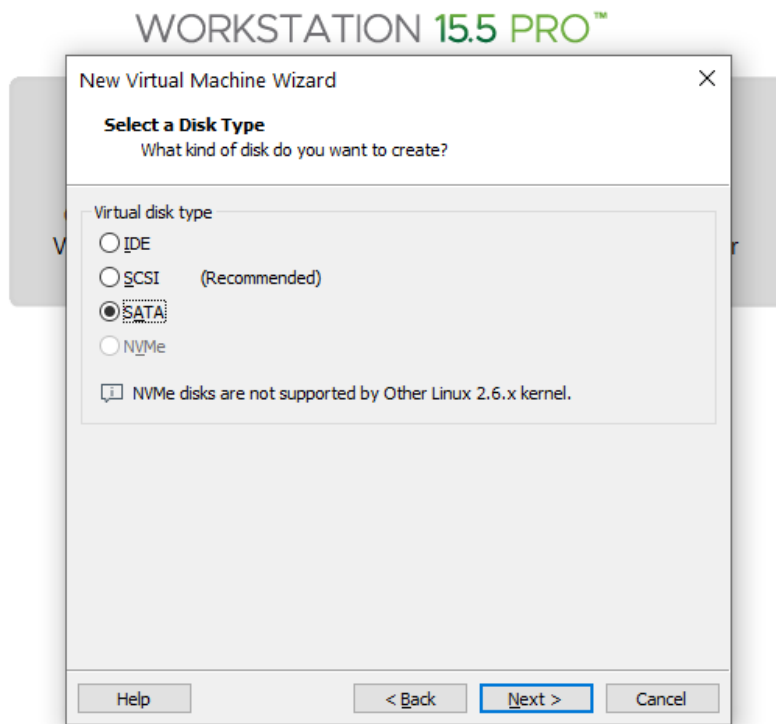 WORKSTATION 15.5 PRO™
New Virtual Machine Wizard
Select a Disk Type
What kind of disk do you want to create?
Virtual disk type
IDE
SCSI (Recommended)
SATA
NVMe
NVMe disks are not supported by Other Linux 2.6.x kernel.
Help < Back Next > Cancel